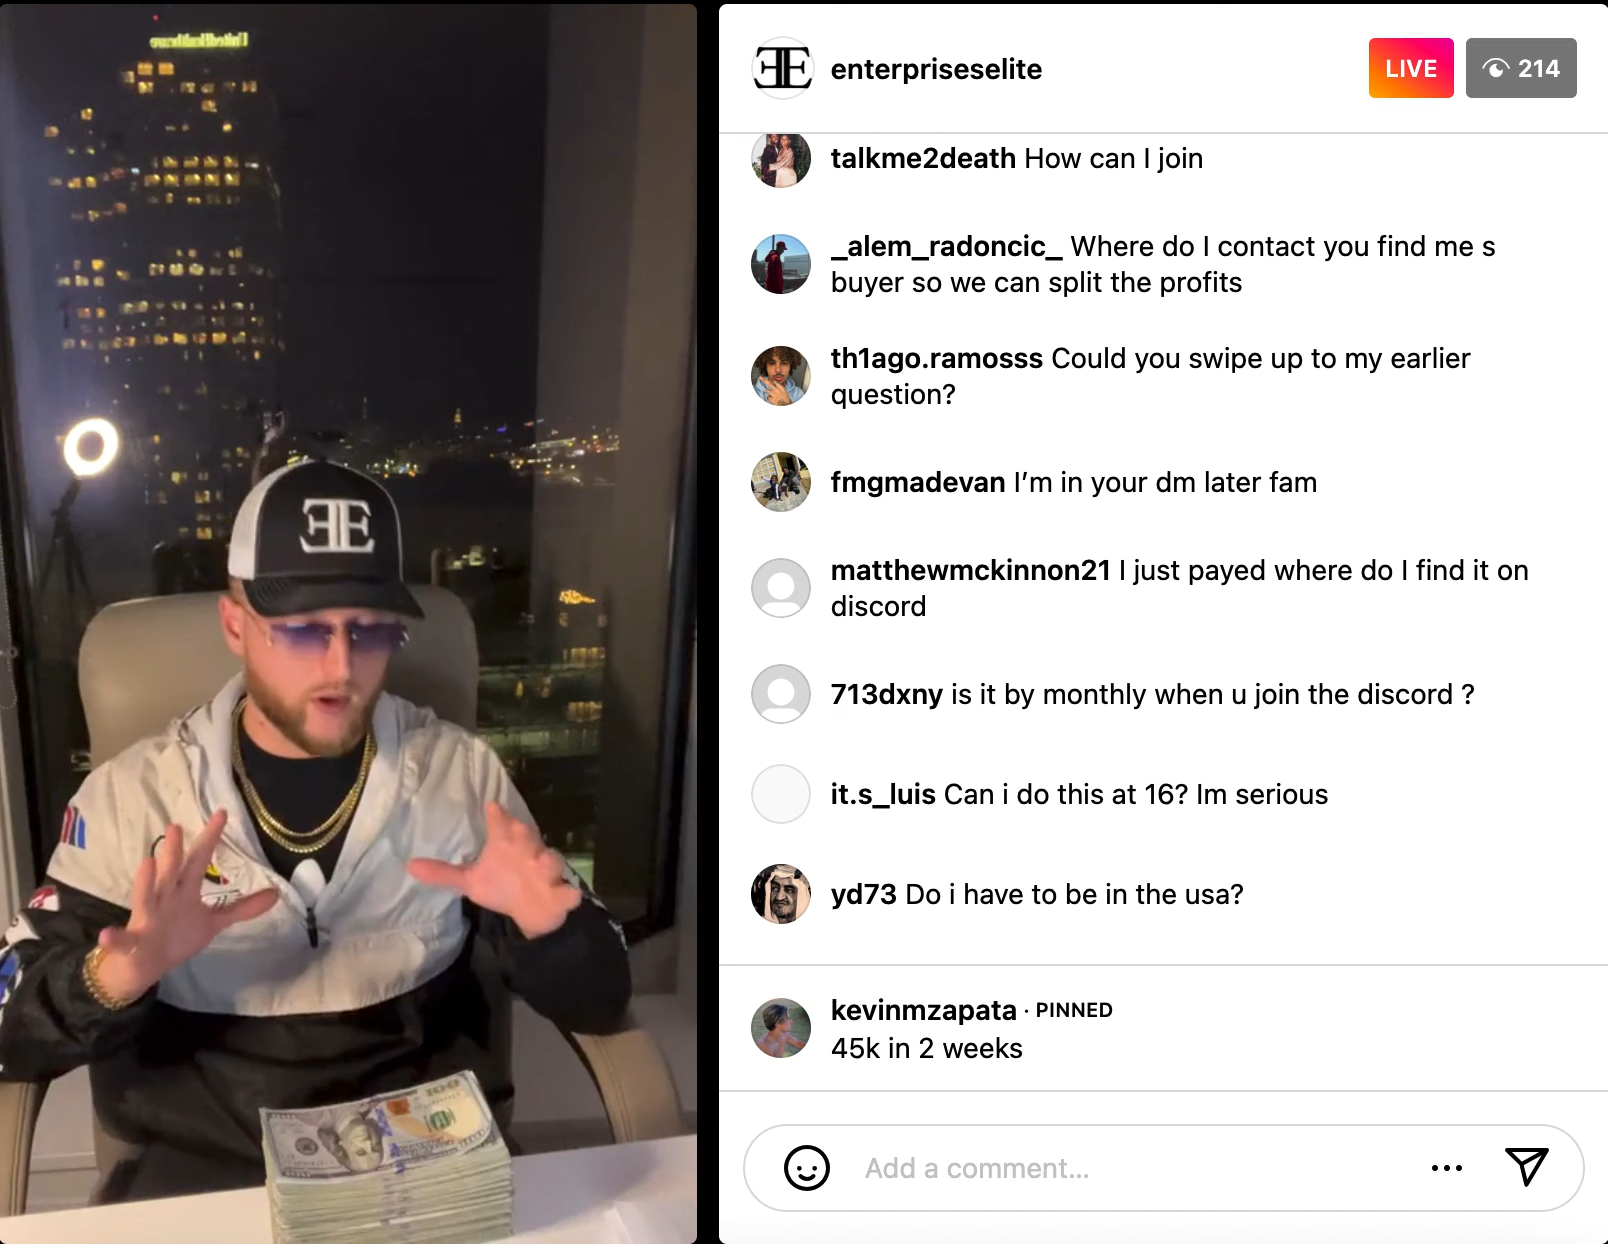 UnitedHealthcare
EE
EE
100
enterpriseselite
LIVE
214
talkme2death How can I join
_alem_radoncic_ Where do I contact you find me s
buyer so we can split the profits
th1ago.ramosss Could you swipe up to my earlier
question?
fmgmadevan I’m in your dm later fam
matthewmckinnon21 I just payed where do I find it on
discord
713dxny is it by monthly when u join the discord ?
it.s_luis Can i do this at 16? Im serious
yd73 Do i have to be in the usa?
kevinmzapata · PINNED
45k in 2 weeks
Add a comment...